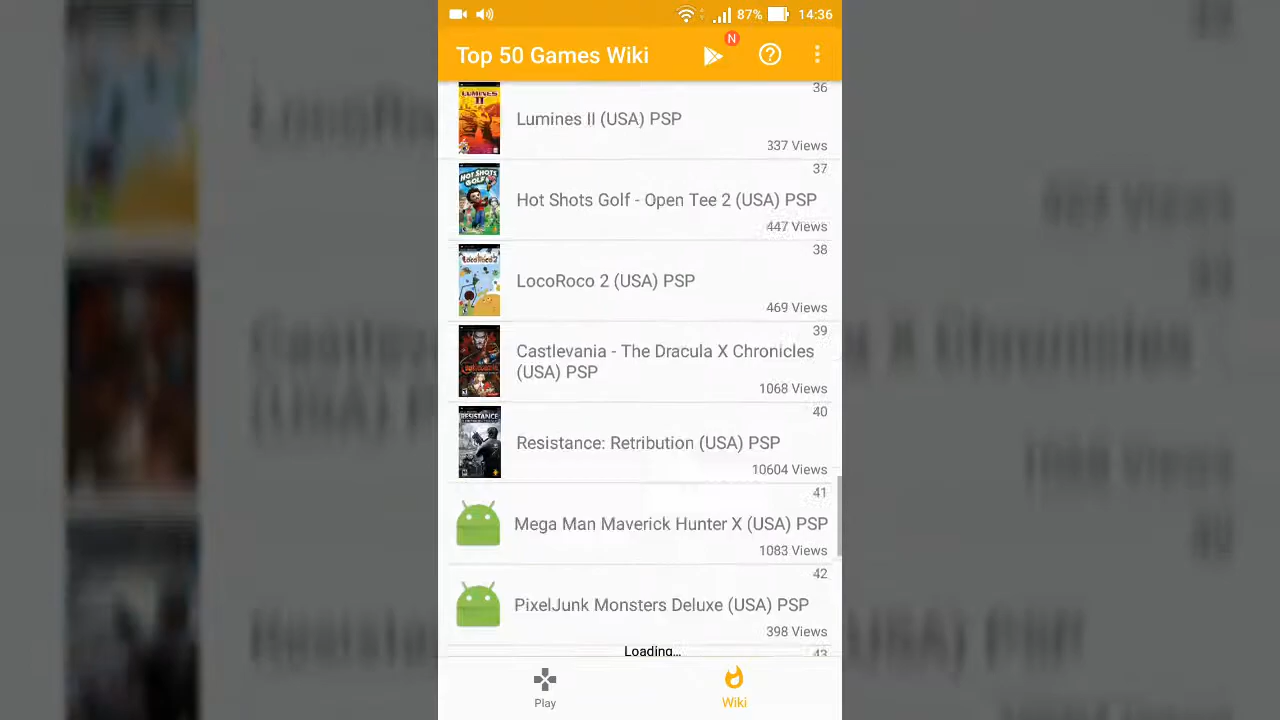 87% 14:36
Top 50 Games Wiki
N
36
Lumines II (USA) PSP
337 Views
37
Hot Shots Golf - Open Tee 2 (USA) PSP
447 Views
38
LocoRoco 2 (USA) PSP
469 Views
39
Castlevania - The Dracula X Chronicles
(USA) PSP
1068 Views
40
Resistance: Retribution (USA) PSP
10604 Views
41
Mega Man Maverick Hunter X (USA) PSP
1083 Views
42
PixelJunk Monsters Deluxe (USA) PSP
398 Views
Loading...
43
Play
Wiki